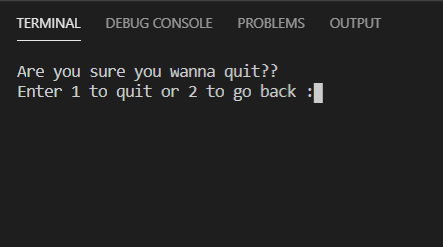 TERMINAL DEBUG CONSOLE PROBLEMS OUTPUT
Are you sure you wanna quit??
Enter 1 to quit or 2 to go back :